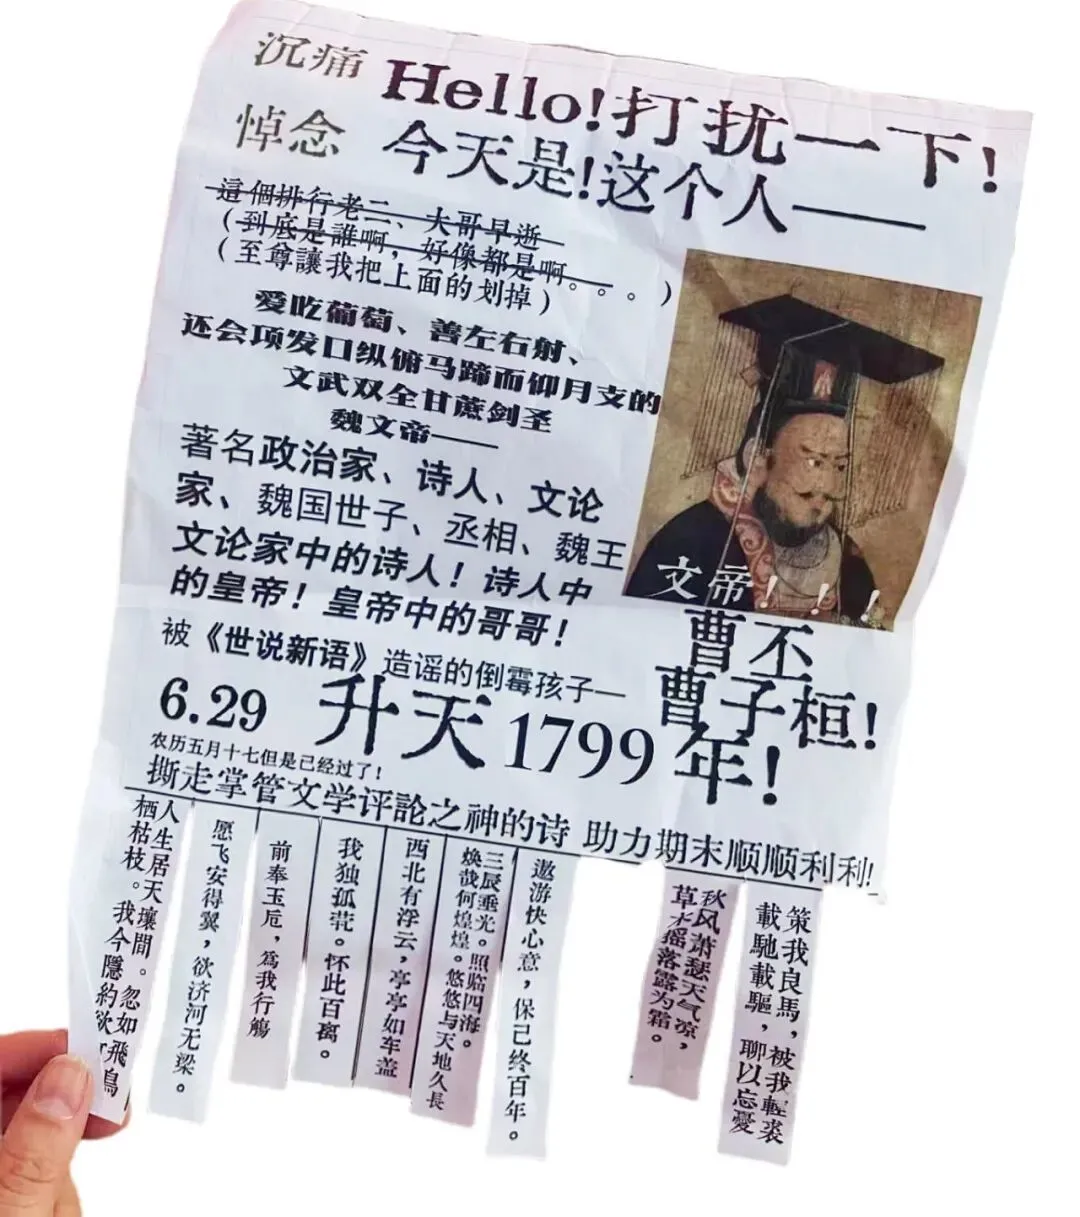 沉痛
悼念
Hello!打扰一下!
今天是!这个人——
這個排行老二、大哥早逝
(到底是誰啊，好像都是啊。。。)
(至尊讓我把上面的划掉)
爱吃葡萄、善左右射、
还会项发口纵俯马蹄而仰月支的
文武双全甘蔗剑圣
魏文帝——
著名政治家、诗人、文论
家、魏国世子、丞相、魏王
文论家中的诗人！诗人中
的皇帝！皇帝中的哥哥！
被《世说新语》造谣的倒霉孩子—
文帝！！！
曹丕
曹子桓!
6.29
升天1799年!
农历五月十七但是已经过了!
撕走掌管文学评論之神的诗 助力期末顺顺利利!
人生居天壤間。忽如飛鳥
栖枯枝。我今隱約欲
愿飞安得翼，欲济河无梁。
前奉玉卮，為我行觴
我独孤茕。怀此百离。
西北有浮云，亭亭如车盖
三辰垂光。照临四海。
焕哉何煌煌。悠悠与天地久長
遨游快心意，保己终百年。
秋风萧瑟天气凉，
草木摇落露为霜。
策我良馬，被我輕裘
載馳載驅，聊以忘憂